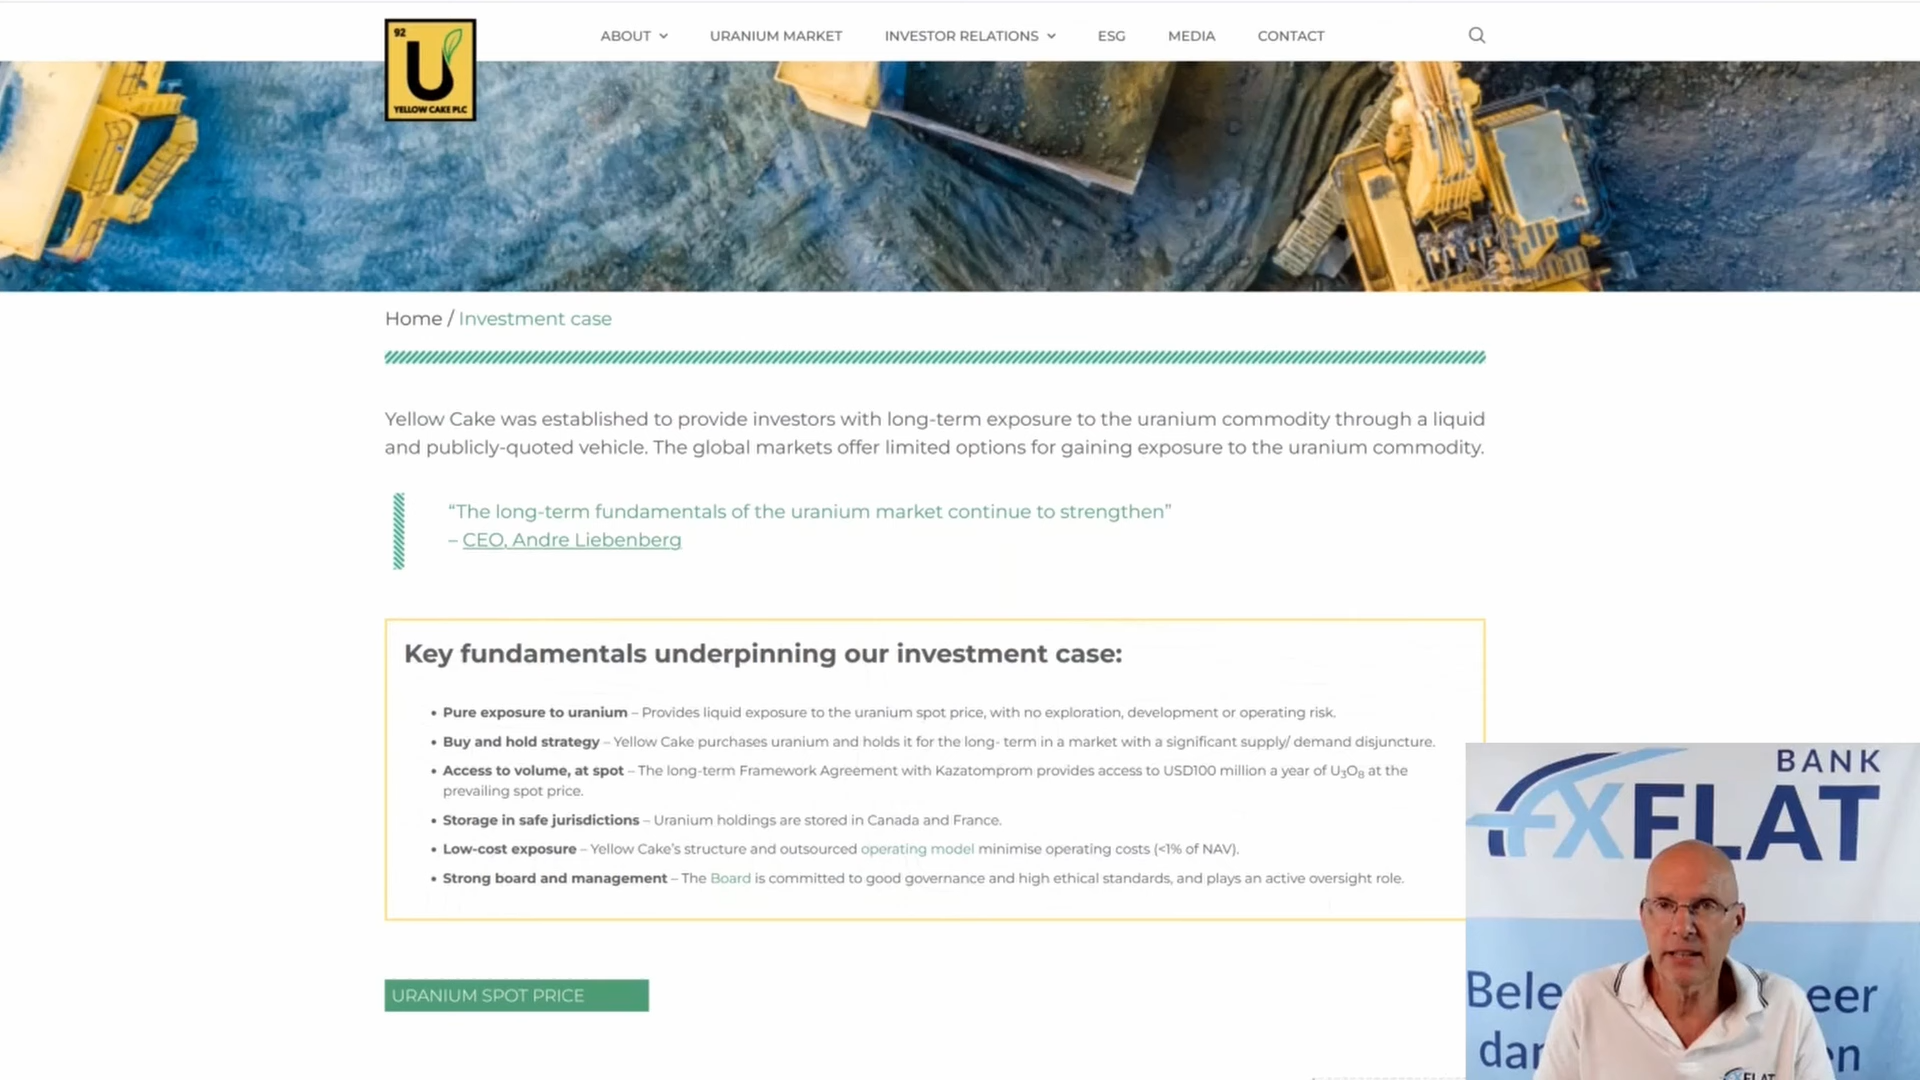 92
U
YELLOW CAKE PLC
ABOUT
URANIUM MARKET
INVESTOR RELATIONS
ESG
MEDIA
CONTACT
Home / Investment case
Yellow Cake was established to provide investors with long-term exposure to the uranium commodity through a liquid
and publicly-quoted vehicle. The global markets offer limited options for gaining exposure to the uranium commodity.
“The long-term fundamentals of the uranium market continue to strengthen”
– CEO, Andre Liebenberg
Key fundamentals underpinning our investment case:
• Pure exposure to uranium – Provides liquid exposure to the uranium spot price, with no exploration, development or operating risk.
• Buy and hold strategy – Yellow Cake purchases uranium and holds it for the long- term in a market with a significant supply/ demand disjuncture.
• Access to volume, at spot – The long-term Framework Agreement with Kazatomprom provides access to USD100 million a year of U₃O₈ at the
prevailing spot price.
• Storage in safe jurisdictions – Uranium holdings are stored in Canada and France.
• Low-cost exposure – Yellow Cake’s structure and outsourced operating model minimise operating costs (<1% of NAV).
• Strong board and management – The Board is committed to good governance and high ethical standards, and plays an active oversight role.
URANIUM SPOT PRICE
BANK
FXFLAT
Bele eer
dar en
FXFLAT